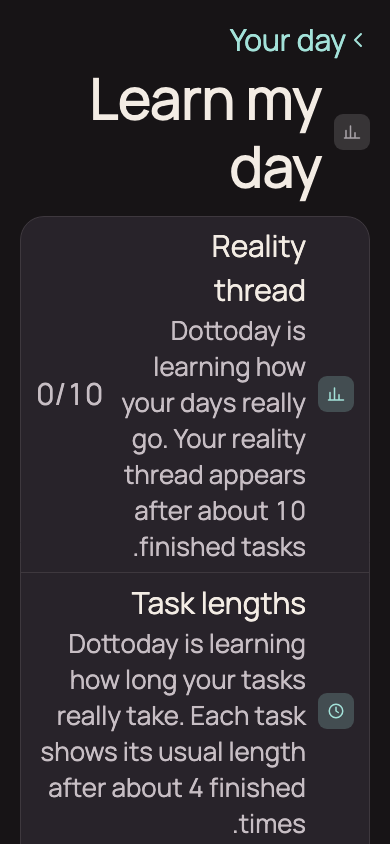 Your day
Learn my
day
Reality
thread
Dottoday is
learning how
your days really
go. Your reality
thread appears
after about 10
.finished tasks
0/10
Task lengths
Dottoday is learning
how long your tasks
really take. Each task
shows its usual length
after about 4 finished
.times